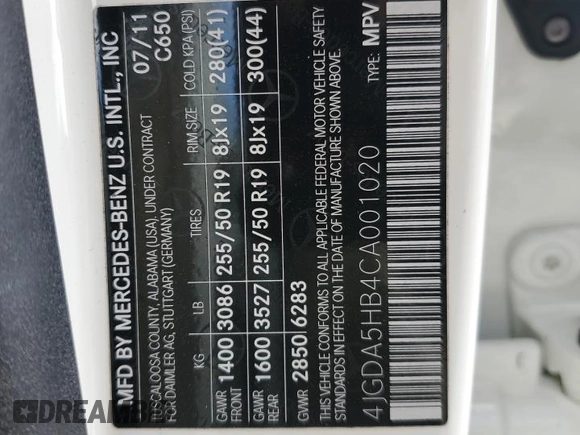 MFD BY MERCEDES-BENZ U.S. INTL., INC
TUSCALOOSA COUNTY, ALABAMA (USA), UNDER CONTRACT
FOR DAIMLER AG, STUTTGART (GERMANY)
07/11
C650
KG LB TIRES RIM SIZE COLD KPA(PSI)
GAWR FRONT 1400 3086 255/50 R19 8Jx19 280(41)
GAWR REAR 1600 3527 255/50 R19 8Jx19 300(44)
GVWR 2850 6283
THIS VEHICLE CONFORMS TO ALL APPLICABLE FEDERAL MOTOR VEHICLE SAFETY
STANDARDS IN EFFECT ON THE DATE OF MANUFACTURE SHOWN ABOVE.
4JGDA5HB4CA001020 TYPE: MPV